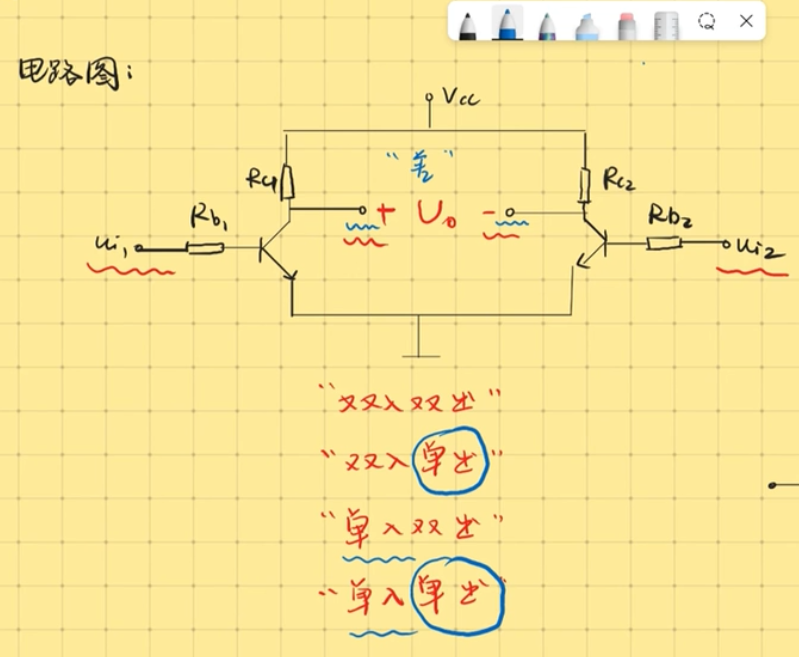 电路图:
Vcc
"差"
Rc1
Rc2
+ Uo -
Rb1
Rb2
ui1
ui2
"双入双出"
"双入单出"
"单入双出"
"单入单出"